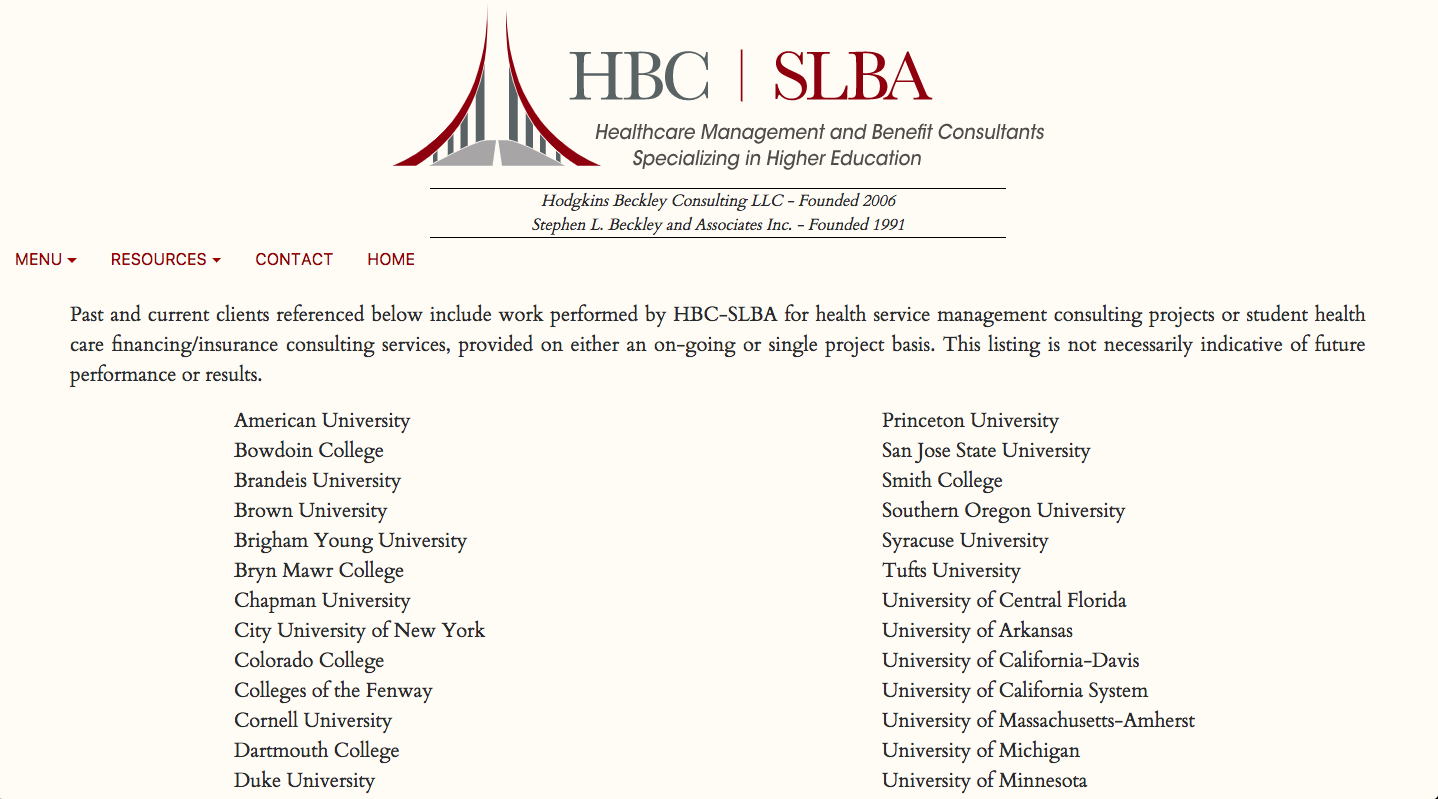 HBC | SLBA
Healthcare Management and Benefit Consultants
Specializing in Higher Education
Hodgkins Beckley Consulting LLC - Founded 2006
Stephen L. Beckley and Associates Inc. - Founded 1991
MENU RESOURCES CONTACT HOME
Past and current clients referenced below include work performed by HBC-SLBA for health service management consulting projects or student health
care financing/insurance consulting services, provided on either an on-going or single project basis. This listing is not necessarily indicative of future
performance or results.
American University
Bowdoin College
Brandeis University
Brown University
Brigham Young University
Bryn Mawr College
Chapman University
City University of New York
Colorado College
Colleges of the Fenway
Cornell University
Dartmouth College
Duke University
Princeton University
San Jose State University
Smith College
Southern Oregon University
Syracuse University
Tufts University
University of Central Florida
University of Arkansas
University of California-Davis
University of California System
University of Massachusetts-Amherst
University of Michigan
University of Minnesota